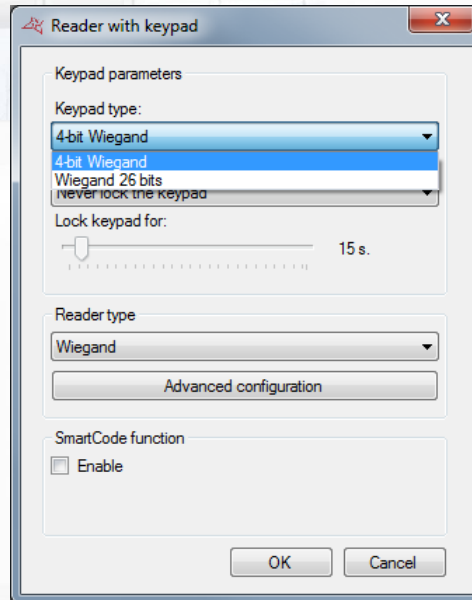 Reader with keypad
Keypad parameters
Keypad type:
4-bit Wiegand
4-bit Wiegand
Wiegand 26 bits
Never lock the keypad
Lock keypad for:
15 s.
Reader type
Wiegand
Advanced configuration
SmartCode function
Enable
OK Cancel